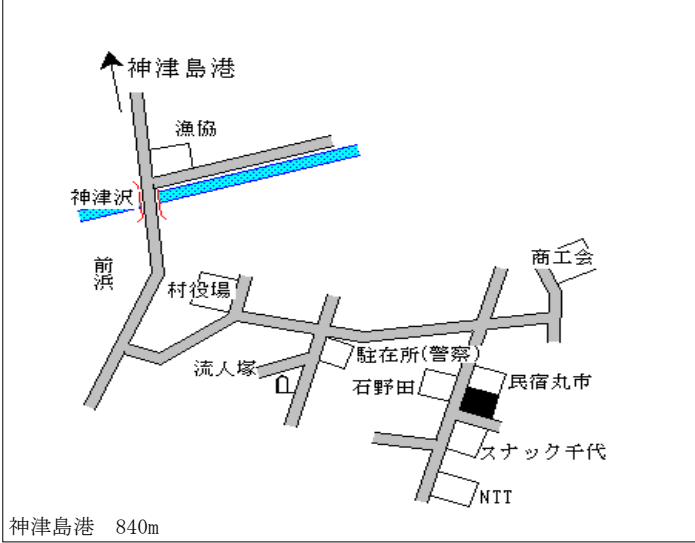 神津島港
漁協
神津沢
前浜
商工会
村役場
駐在所(警察)
流人塚
石野田
民宿丸市
スナック千代
NTT
神津島港　840m